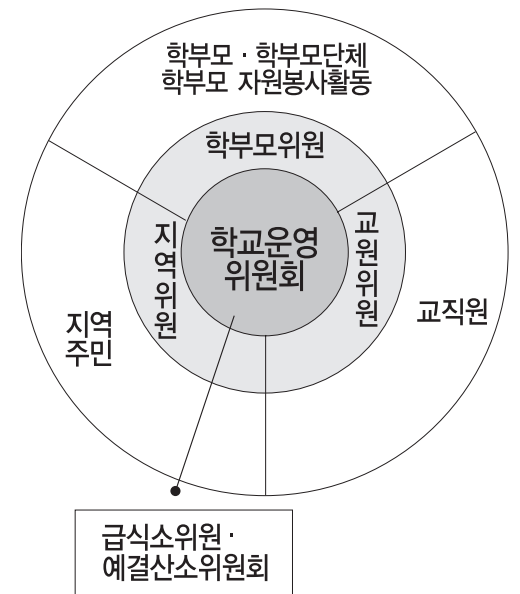 학부모 · 학부모단체
학부모 자원봉사활동
학부모위원
지역위원
학교운영
위원회
교원위원
지역
주민
교직원
급식소위원 ·
예결산소위원회